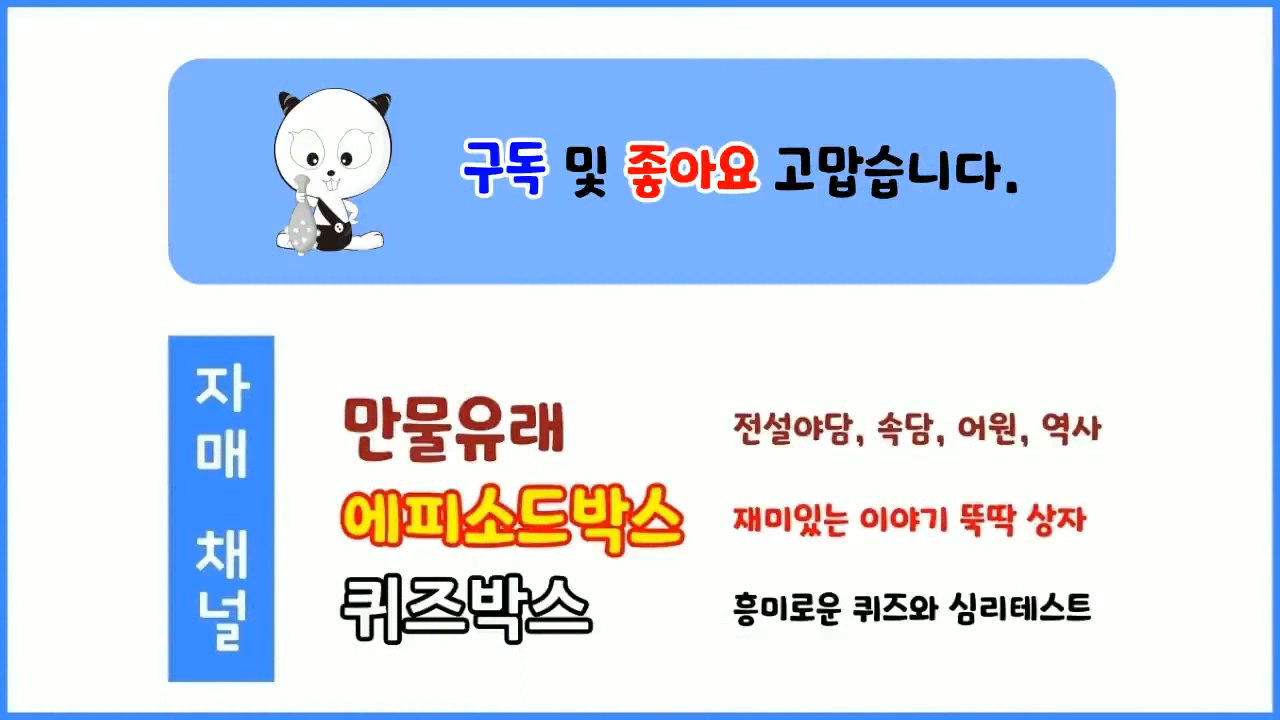 구독 및 좋아요 고맙습니다.
자매 채널
만물유래 전설야담, 속담, 어원, 역사
에피소드박스 재미있는 이야기 뚝딱 상자
퀴즈박스 흥미로운 퀴즈와 심리테스트